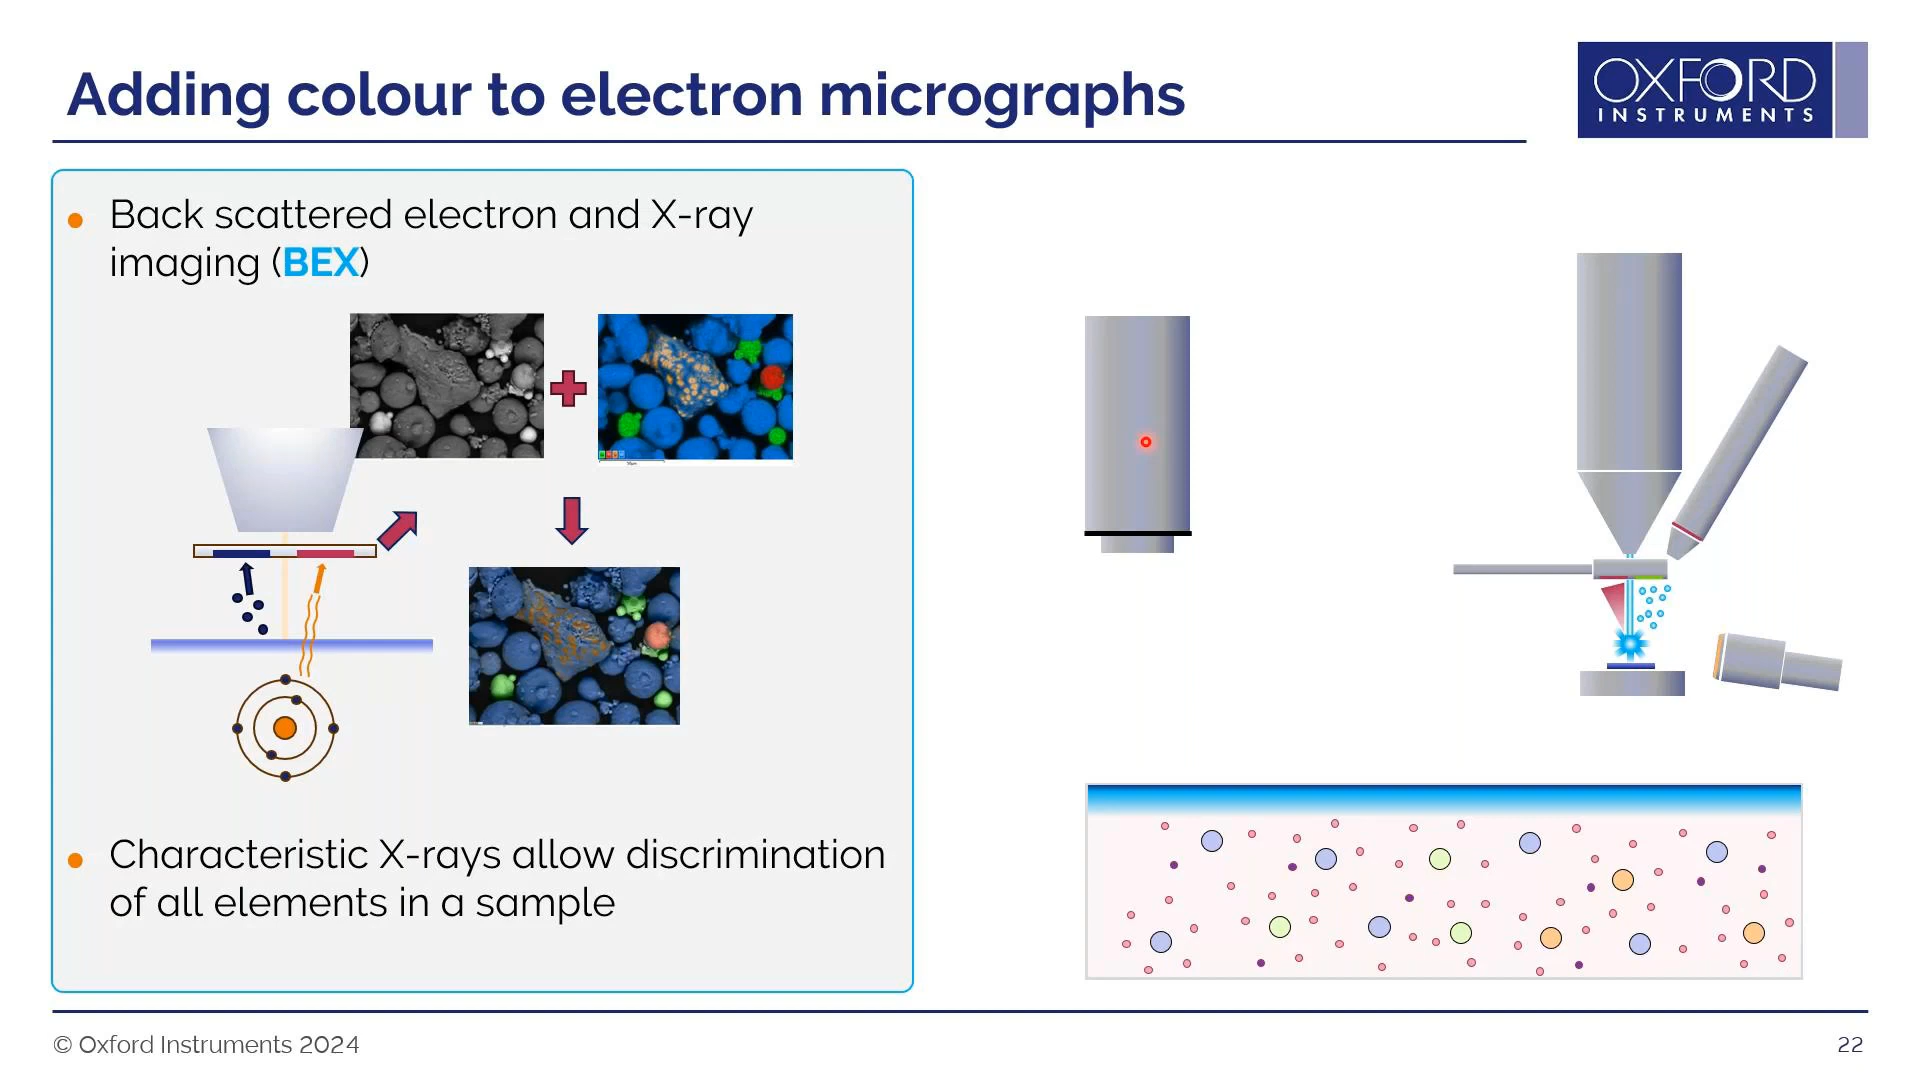 Adding colour to electron micrographs
OXFORD
INSTRUMENTS
Back scattered electron and X-ray
imaging (BEX)
Characteristic X-rays allow discrimination
of all elements in a sample
© Oxford Instruments 2024
22